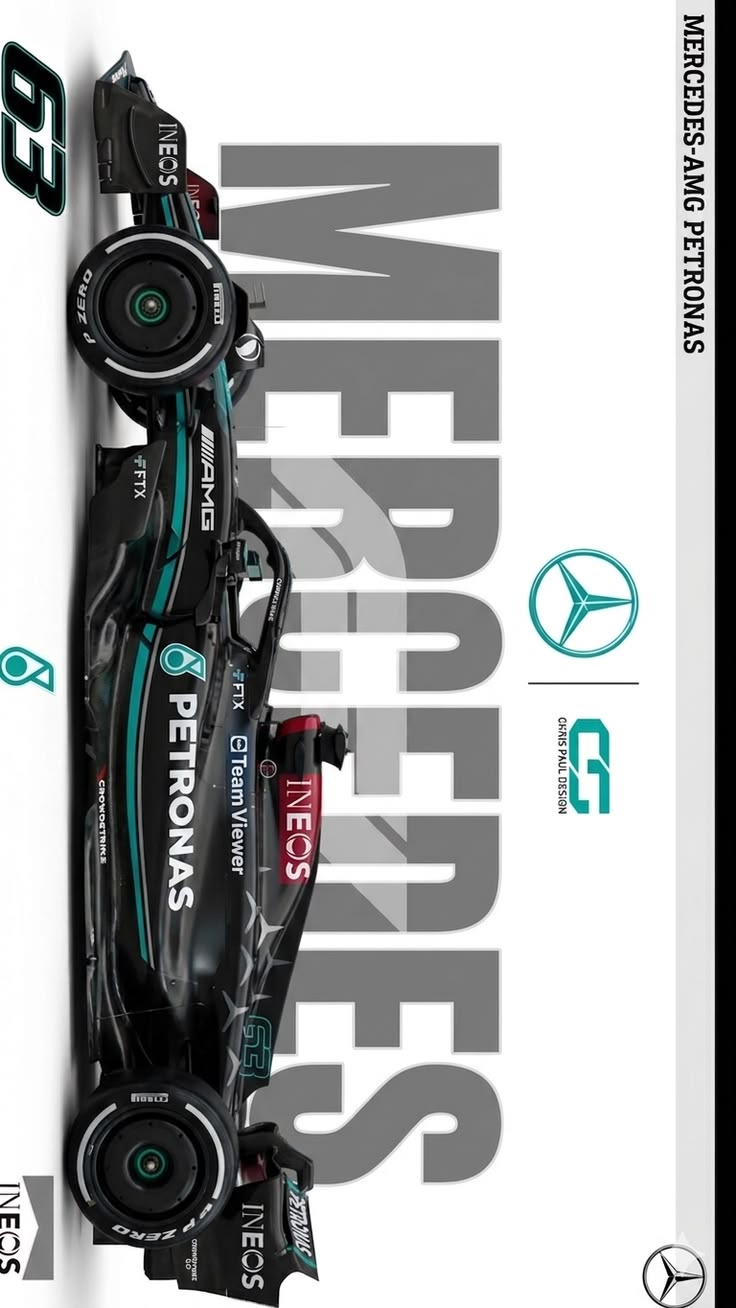 MERCEDES-AMG PETRONAS
CHRIS PAUL DESIGN
MERCEDES
F1
INEOS
PETRONAS
INEOS
63
FTX
TeamViewer
AMG
PETRONAS
INEOS
FTX
CROWDSTRIKE
P ZERO
P ZERO
63
INEOS